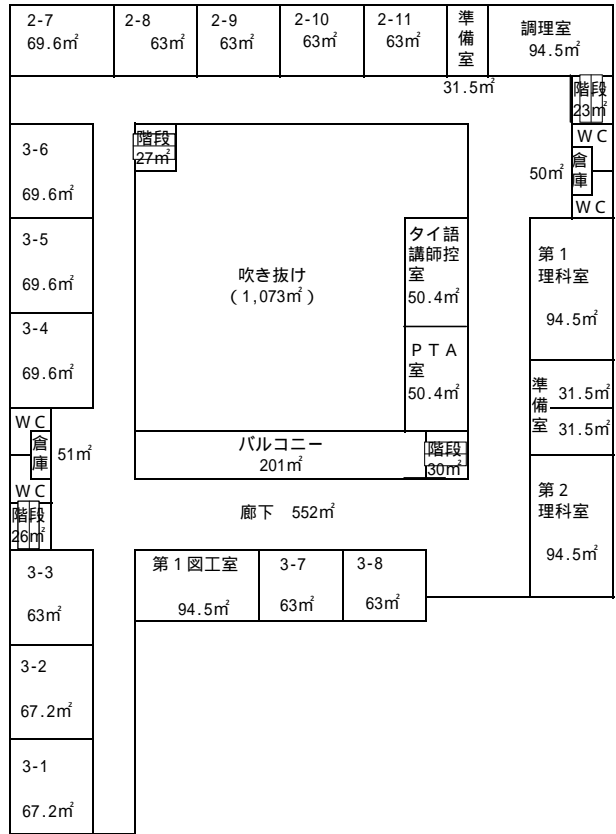 2-7
69.6㎡
2-8
63㎡
2-9
63㎡
2-10
63㎡
2-11
63㎡
準
備
室
31.5㎡
調理室
94.5㎡
階段
23㎡
ＷＣ
倉
庫
50㎡
ＷＣ
3-6
69.6㎡
階段
27㎡
3-5
69.6㎡
吹き抜け
（1,073㎡）
タイ語
講師控
室
50.4㎡
第１
理科室
94.5㎡
3-4
69.6㎡
ＰＴＡ
室
50.4㎡
準
備
室
31.5㎡
31.5㎡
ＷＣ
倉
庫
51㎡
ＷＣ
バルコニー
201㎡
階段
30㎡
階段
26㎡
廊下　552㎡
第２
理科室
94.5㎡
3-3
63㎡
第１図工室
94.5㎡
3-7
63㎡
3-8
63㎡
3-2
67.2㎡
3-1
67.2㎡